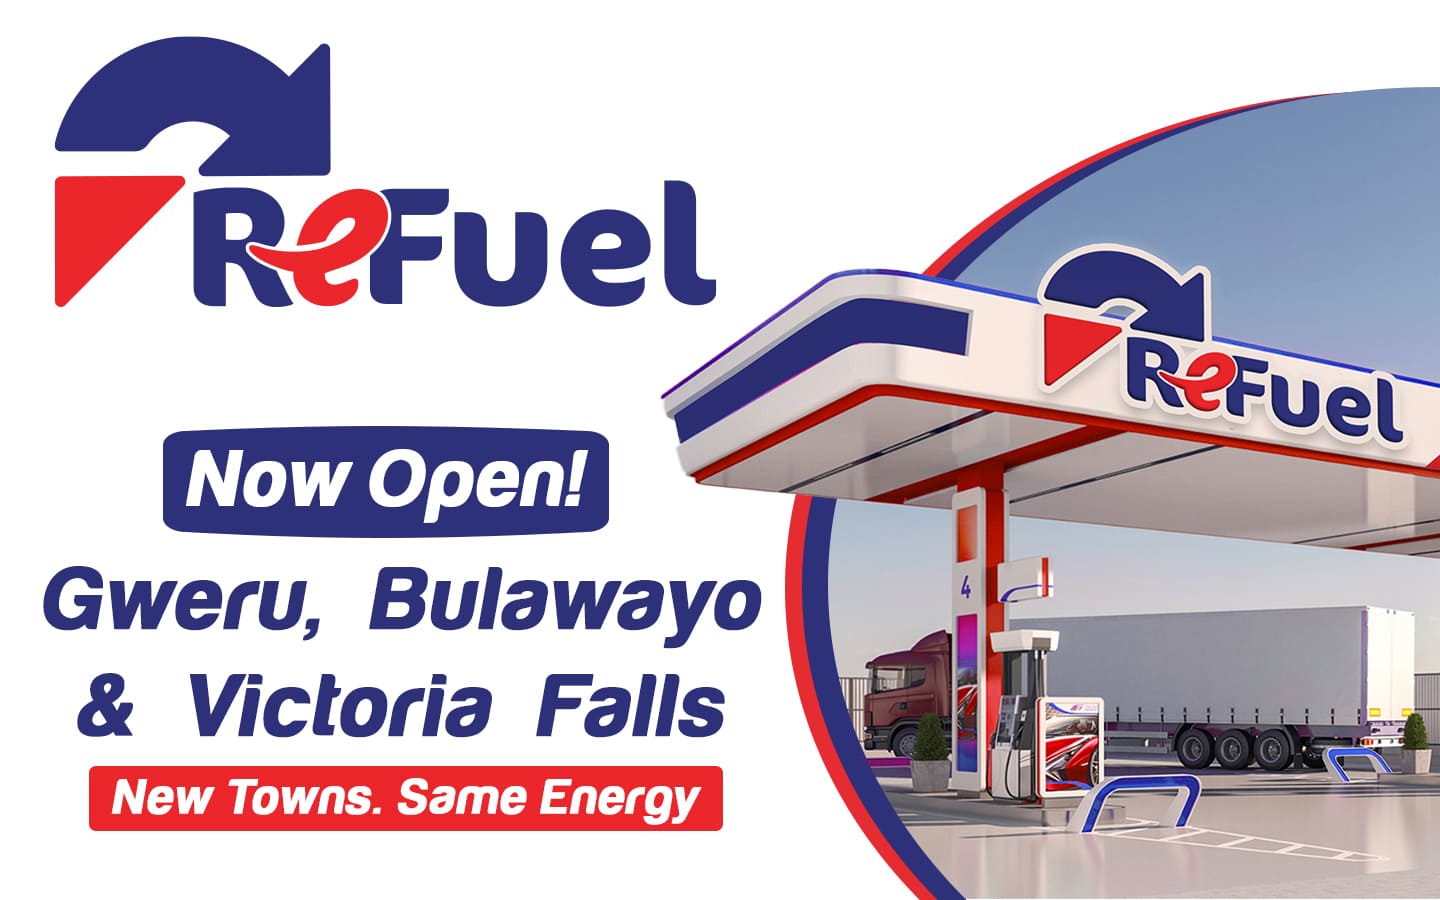 ReFuel
Now Open!
Gweru, Bulawayo
& Victoria Falls
New Towns. Same Energy
ReFuel
4